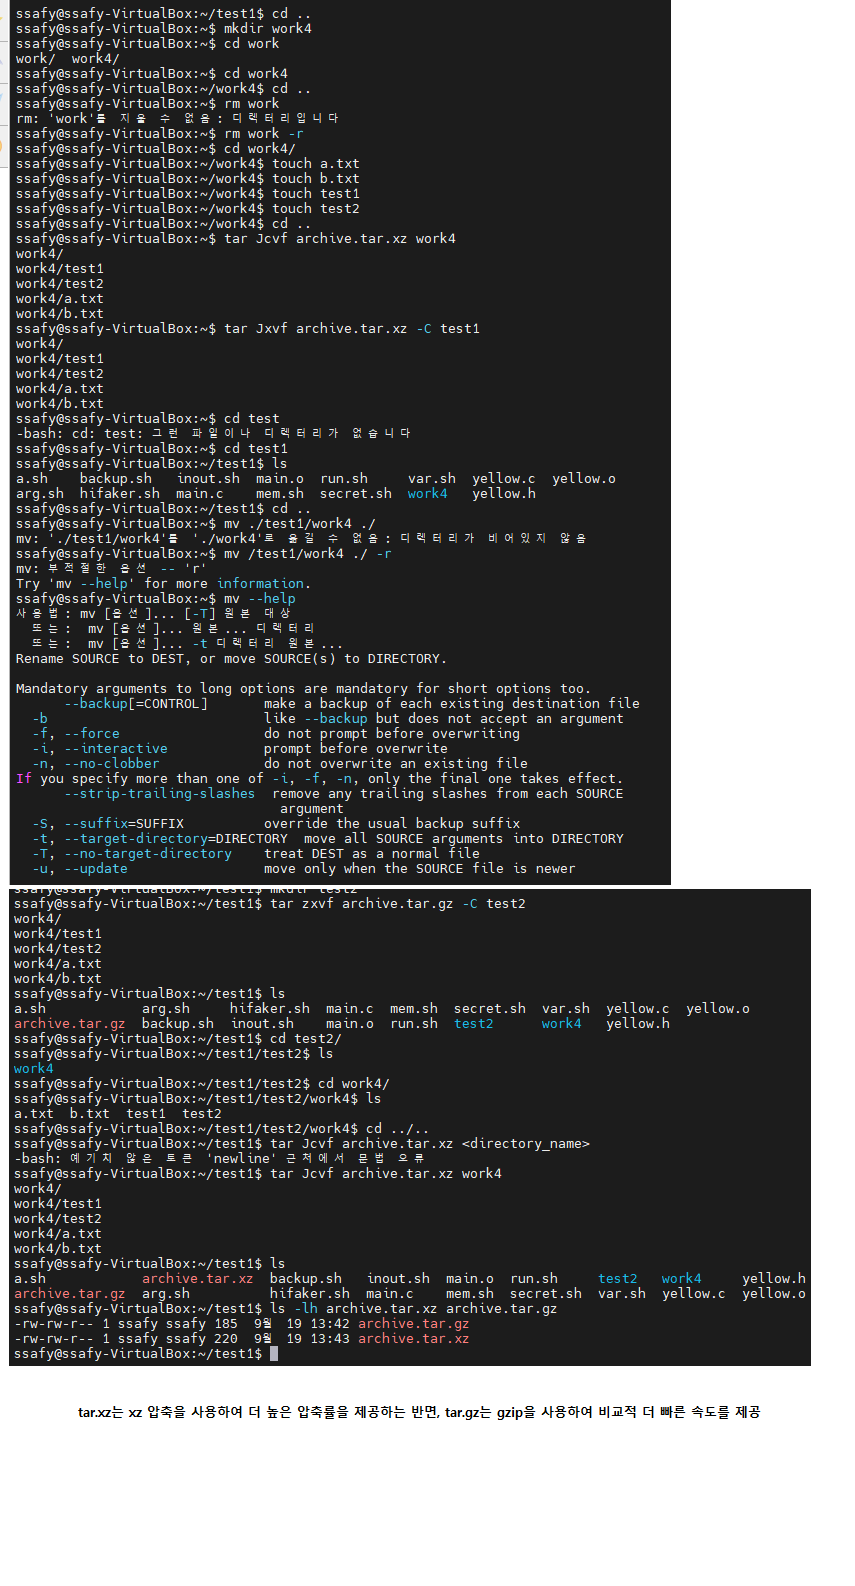 ssafy@ssafy-VirtualBox:~/test1$ cd ..
ssafy@ssafy-VirtualBox:~$ mkdir work4
ssafy@ssafy-VirtualBox:~$ cd work
work/  work4/
ssafy@ssafy-VirtualBox:~$ cd work4
ssafy@ssafy-VirtualBox:~/work4$ cd ..
ssafy@ssafy-VirtualBox:~$ rm work
rm: 'work'를 지울 수 없음: 디렉터리입니다
ssafy@ssafy-VirtualBox:~$ rm work -r
ssafy@ssafy-VirtualBox:~$ cd work4/
ssafy@ssafy-VirtualBox:~/work4$ touch a.txt
ssafy@ssafy-VirtualBox:~/work4$ touch b.txt
ssafy@ssafy-VirtualBox:~/work4$ touch test1
ssafy@ssafy-VirtualBox:~/work4$ touch test2
ssafy@ssafy-VirtualBox:~/work4$ cd ..
ssafy@ssafy-VirtualBox:~$ tar Jcvf archive.tar.xz work4
work4/
work4/test1
work4/test2
work4/a.txt
work4/b.txt
ssafy@ssafy-VirtualBox:~$ tar Jxvf archive.tar.xz -C test1
work4/
work4/test1
work4/test2
work4/a.txt
work4/b.txt
ssafy@ssafy-VirtualBox:~$ cd test
-bash: cd: test: 그런 파일이나 디렉터리가 없습니다
ssafy@ssafy-VirtualBox:~$ cd test1
ssafy@ssafy-VirtualBox:~/test1$ ls
a.sh    backup.sh   inout.sh  main.o  run.sh     var.sh  yellow.c  yellow.o
arg.sh  hifaker.sh  main.c    mem.sh  secret.sh  work4   yellow.h
ssafy@ssafy-VirtualBox:~/test1$ cd ..
ssafy@ssafy-VirtualBox:~$ mv ./test1/work4 ./
mv: './test1/work4'를 './work4'로 옮길 수 없음: 디렉터리가 비어있지 않음
ssafy@ssafy-VirtualBox:~$ mv /test1/work4 ./ -r
mv: 부적절한 옵션 -- 'r'
Try 'mv --help' for more information.
ssafy@ssafy-VirtualBox:~$ mv --help
사용법: mv [옵션]... [-T] 원본 대상
  또는:  mv [옵션]... 원본... 디렉터리
  또는:  mv [옵션]... -t 디렉터리 원본...
Rename SOURCE to DEST, or move SOURCE(s) to DIRECTORY.
Mandatory arguments to long options are mandatory for short options too.
      --backup[=CONTROL]       make a backup of each existing destination file
  -b                           like --backup but does not accept an argument
  -f, --force                  do not prompt before overwriting
  -i, --interactive            prompt before overwrite
  -n, --no-clobber             do not overwrite an existing file
If you specify more than one of -i, -f, -n, only the final one takes effect.
      --strip-trailing-slashes  remove any trailing slashes from each SOURCE
                                 argument
  -S, --suffix=SUFFIX          override the usual backup suffix
  -t, --target-directory=DIRECTORY  move all SOURCE arguments into DIRECTORY
  -T, --no-target-directory    treat DEST as a normal file
  -u, --update                 move only when the SOURCE file is newer
ssafy@ssafy-VirtualBox:~/test1$ mkdir test2
ssafy@ssafy-VirtualBox:~/test1$ tar zxvf archive.tar.gz -C test2
work4/
work4/test1
work4/test2
work4/a.txt
work4/b.txt
ssafy@ssafy-VirtualBox:~/test1$ ls
a.sh            arg.sh     hifaker.sh  main.c  mem.sh  secret.sh  var.sh  yellow.c  yellow.o
archive.tar.gz  backup.sh  inout.sh    main.o  run.sh  test2      work4   yellow.h
ssafy@ssafy-VirtualBox:~/test1$ cd test2/
ssafy@ssafy-VirtualBox:~/test1/test2$ ls
work4
ssafy@ssafy-VirtualBox:~/test1/test2$ cd work4/
ssafy@ssafy-VirtualBox:~/test1/test2/work4$ ls
a.txt  b.txt  test1  test2
ssafy@ssafy-VirtualBox:~/test1/test2/work4$ cd ../..
ssafy@ssafy-VirtualBox:~/test1$ tar Jcvf archive.tar.xz <directory_name>
-bash: 예기치 않은 토큰 'newline' 근처에서 문법 오류
ssafy@ssafy-VirtualBox:~/test1$ tar Jcvf archive.tar.xz work4
work4/
work4/test1
work4/test2
work4/a.txt
work4/b.txt
ssafy@ssafy-VirtualBox:~/test1$ ls
a.sh            archive.tar.xz  backup.sh   inout.sh  main.o  run.sh     test2   work4     yellow.h
archive.tar.gz  arg.sh          hifaker.sh  main.c    mem.sh  secret.sh  var.sh  yellow.c  yellow.o
ssafy@ssafy-VirtualBox:~/test1$ ls -lh archive.tar.xz archive.tar.gz
-rw-rw-r-- 1 ssafy ssafy 185  9월  19 13:42 archive.tar.gz
-rw-rw-r-- 1 ssafy ssafy 220  9월  19 13:43 archive.tar.xz
ssafy@ssafy-VirtualBox:~/test1$
tar.xz는 xz 압축을 사용하여 더 높은 압축률을 제공하는 반면, tar.gz는 gzip을 사용하여 비교적 더 빠른 속도를 제공